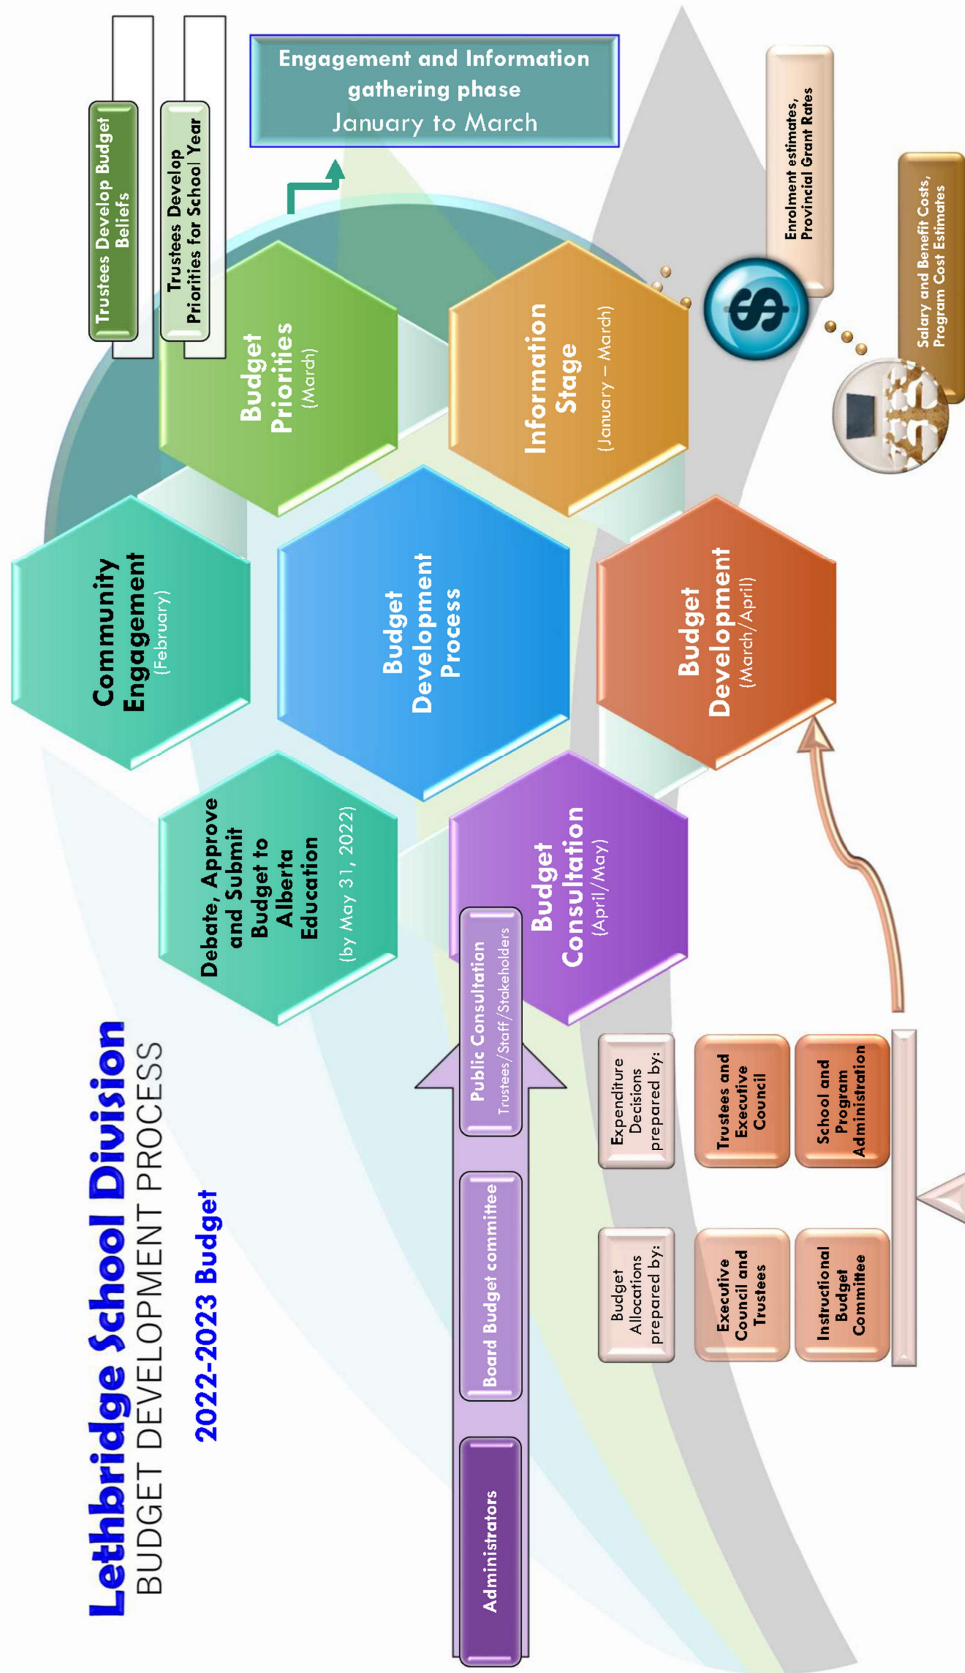 Lethbridge School Division
BUDGET DEVELOPMENT PROCESS
2022-2023 Budget
Community
Engagement
(February)
Trustees Develop Budget
Beliefs
Trustees Develop
Priorities for School Year
Budget
Priorities
(March)
Engagement and Information
gathering phase
January to March
Debate, Approve
and Submit
Budget to
Alberta
Education
(by May 31, 2022)
Budget
Development
Process
Information
Stage
(January – March)
Administrators
Board Budget committee
Public Consultation
Trustees/Staff/Stakeholders
Budget
Consultation
(April/May)
Budget
Development
(March/April)
$
Enrolment estimates,
Provincial Grant Rates
Salary and Benefit Costs,
Program Cost Estimates
Budget
Allocations
prepared by:
Executive
Council and
Trustees
Instructional
Budget
Committee
Expenditure
Decisions
prepared by:
Trustees and
Executive
Council
School and
Program
Administration